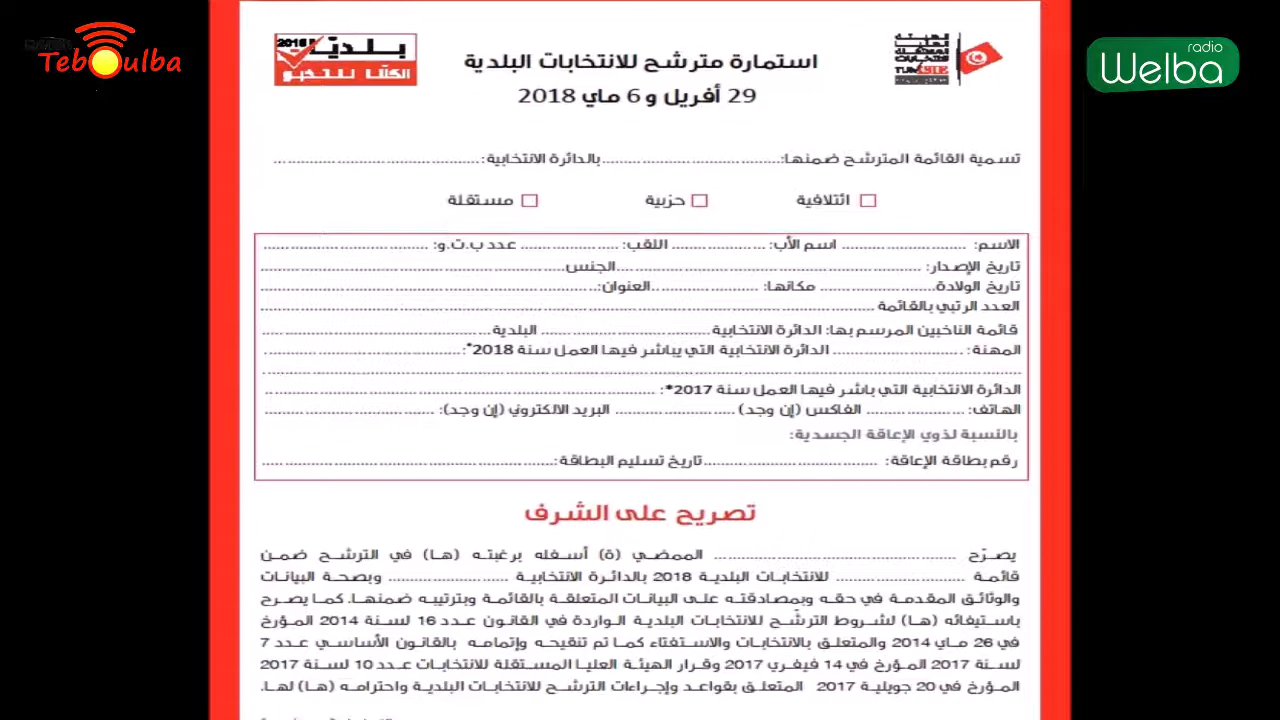 Teboulba
radio
Welba
بلدية
2018
الكلنا للتحديو
TUNISIE
استمارة مترشح للانتخابات البلدية
29 أفريل و 6 ماي 2018
تسمية القائمة المترشح ضمنها:..............................بالدائرة الانتخابية:..................................
ائتلافية
حزبية
مستقلة
الاسم: ........................ اسم الأب: .................. اللقب: .................. عدد ب.ت.و: ..............................
تاريخ الإصدار: ..........................................................الجنس............................................................
تاريخ الولادة...................... مكانها: ....................العنوان:..................................................................
العدد الرتبي بالقائمة ......................................................................................................................
قائمة الناخبين المرسم بها: الدائرة الانتخابية.................................. البلدية ............................................
المهنة: .......................... الدائرة الانتخابية التي يباشر فيها العمل سنة 2018*:......................................
......................................................................................................................................................
الدائرة الانتخابية التي باشر فيها العمل سنة 2017*: ..........................................................................
الهاتف: .................... الفاكس (إن وجد) ........................ البريد الالكتروني (إن وجد): ..................................
بالنسبة لذوي الإعاقة الجسدية:
رقم بطاقة الإعاقة: ..................................تاريخ تسليم البطاقة:..........................................................
تصريح على الشرف
يصرّح ................................................ الممضي (ة) أسفله برغبته (ها) في الترشح ضمن
قائمة .......................... للانتخابات البلدية 2018 بالدائرة الانتخابية ........................ وبصحة البيانات
والوثائق المقدمة في حقه وبمصادقته على البيانات المتعلقة بالقائمة وبترتيبه ضمنها. كما يصرح
باستيفائه (ها) لشروط الترشّح للانتخابات البلدية الواردة في القانون عدد 16 لسنة 2014 المؤرخ
في 26 ماي 2014 والمتعلق بالانتخابات والاستفتاء كما تم تنقيحه وإتمامه بالقانون الأساسي عدد 7
لسنة 2017 المؤرخ في 14 فيفري 2017 وقرار الهيئة العليا المستقلة للانتخابات عدد 10 لسنة 2017
المؤرخ في 20 جويلية 2017 المتعلق بقواعد وإجراءات الترشح للانتخابات البلدية واحترامه (ها) لها.